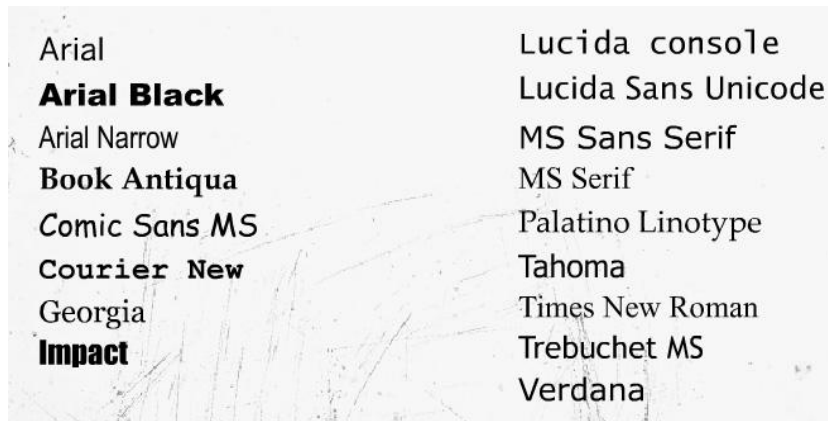 Arial
Arial Black
Arial Narrow
Book Antiqua
Comic Sans MS
Courier New
Georgia
Impact
Lucida console
Lucida Sans Unicode
MS Sans Serif
MS Serif
Palatino Linotype
Tahoma
Times New Roman
Trebuchet MS
Verdana